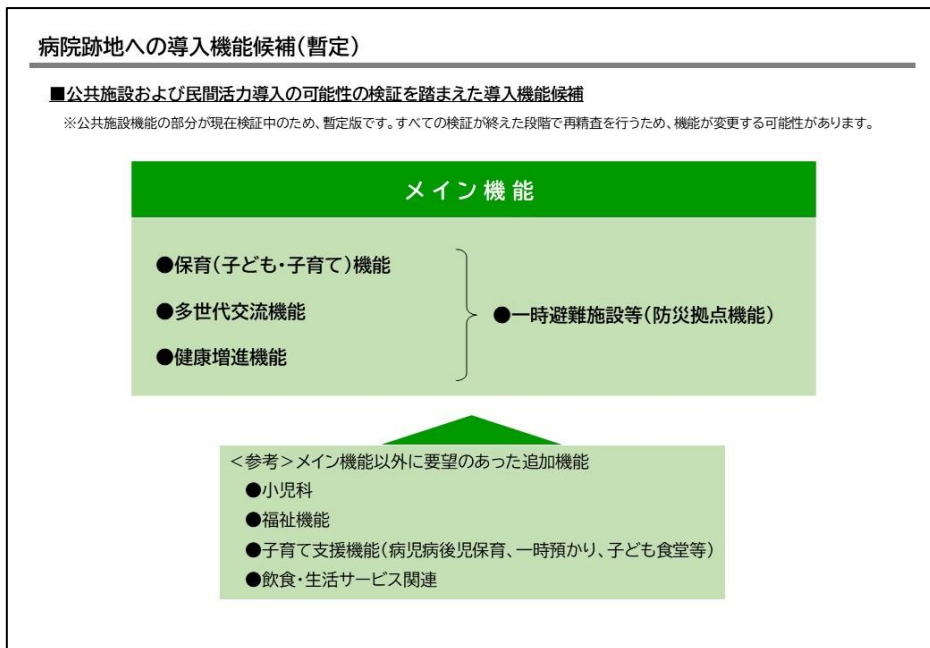 病院跡地への導入機能候補(暫定)
■公共施設および民間活力導入の可能性の検証を踏まえた導入機能候補
※公共施設機能の部分が現在検証中のため、暫定版です。すべての検証が終えた段階で再精査を行うため、機能が変更する可能性があります。
メイン機能
●保育(子ども・子育て)機能
●多世代交流機能
●健康増進機能
●一時避難施設等(防災拠点機能)
<参考>メイン機能以外に要望のあった追加機能
●小児科
●福祉機能
●子育て支援機能(病児病後児保育、一時預かり、子ども食堂等)
●飲食・生活サービス関連